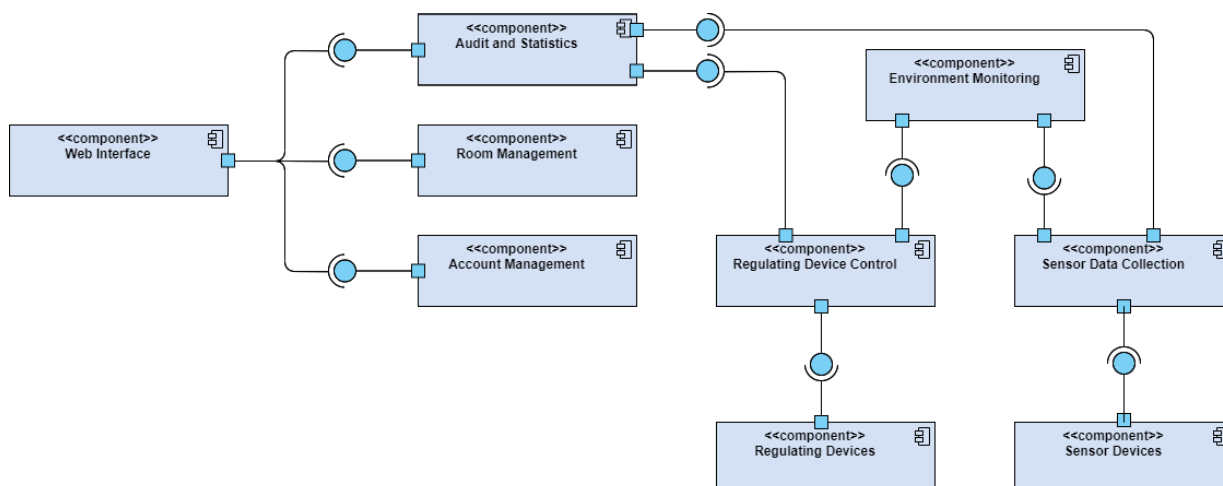 <<component>>
Audit and Statistics
<<component>>
Environment Monitoring
<<component>>
Web Interface
<<component>>
Room Management
<<component>>
Account Management
<<component>>
Regulating Device Control
<<component>>
Sensor Data Collection
<<component>>
Regulating Devices
<<component>>
Sensor Devices